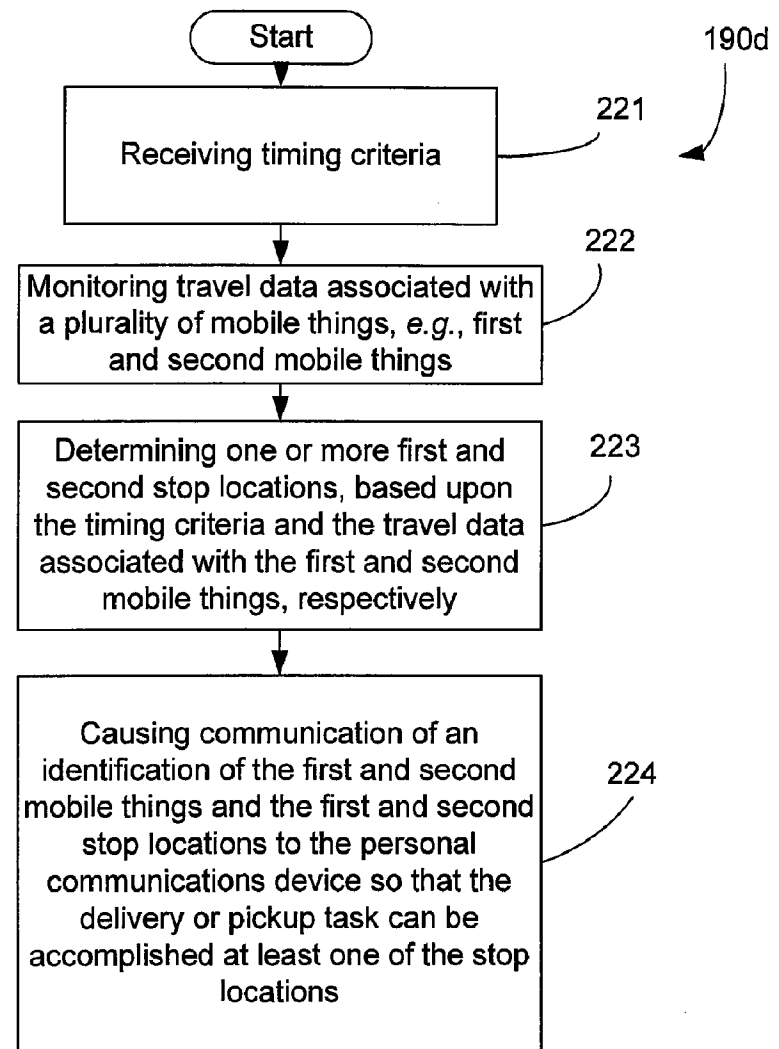 Start
190d
221
Receiving timing criteria
222
Monitoring travel data associated with
a plurality of mobile things, e.g., first
and second mobile things
223
Determining one or more first and
second stop locations, based upon
the timing criteria and the travel data
associated with the first and second
mobile things, respectively
224
Causing communication of an
identification of the first and second
mobile things and the first and second
stop locations to the personal
communications device so that the
delivery or pickup task can be
accomplished at least one of the stop
locations